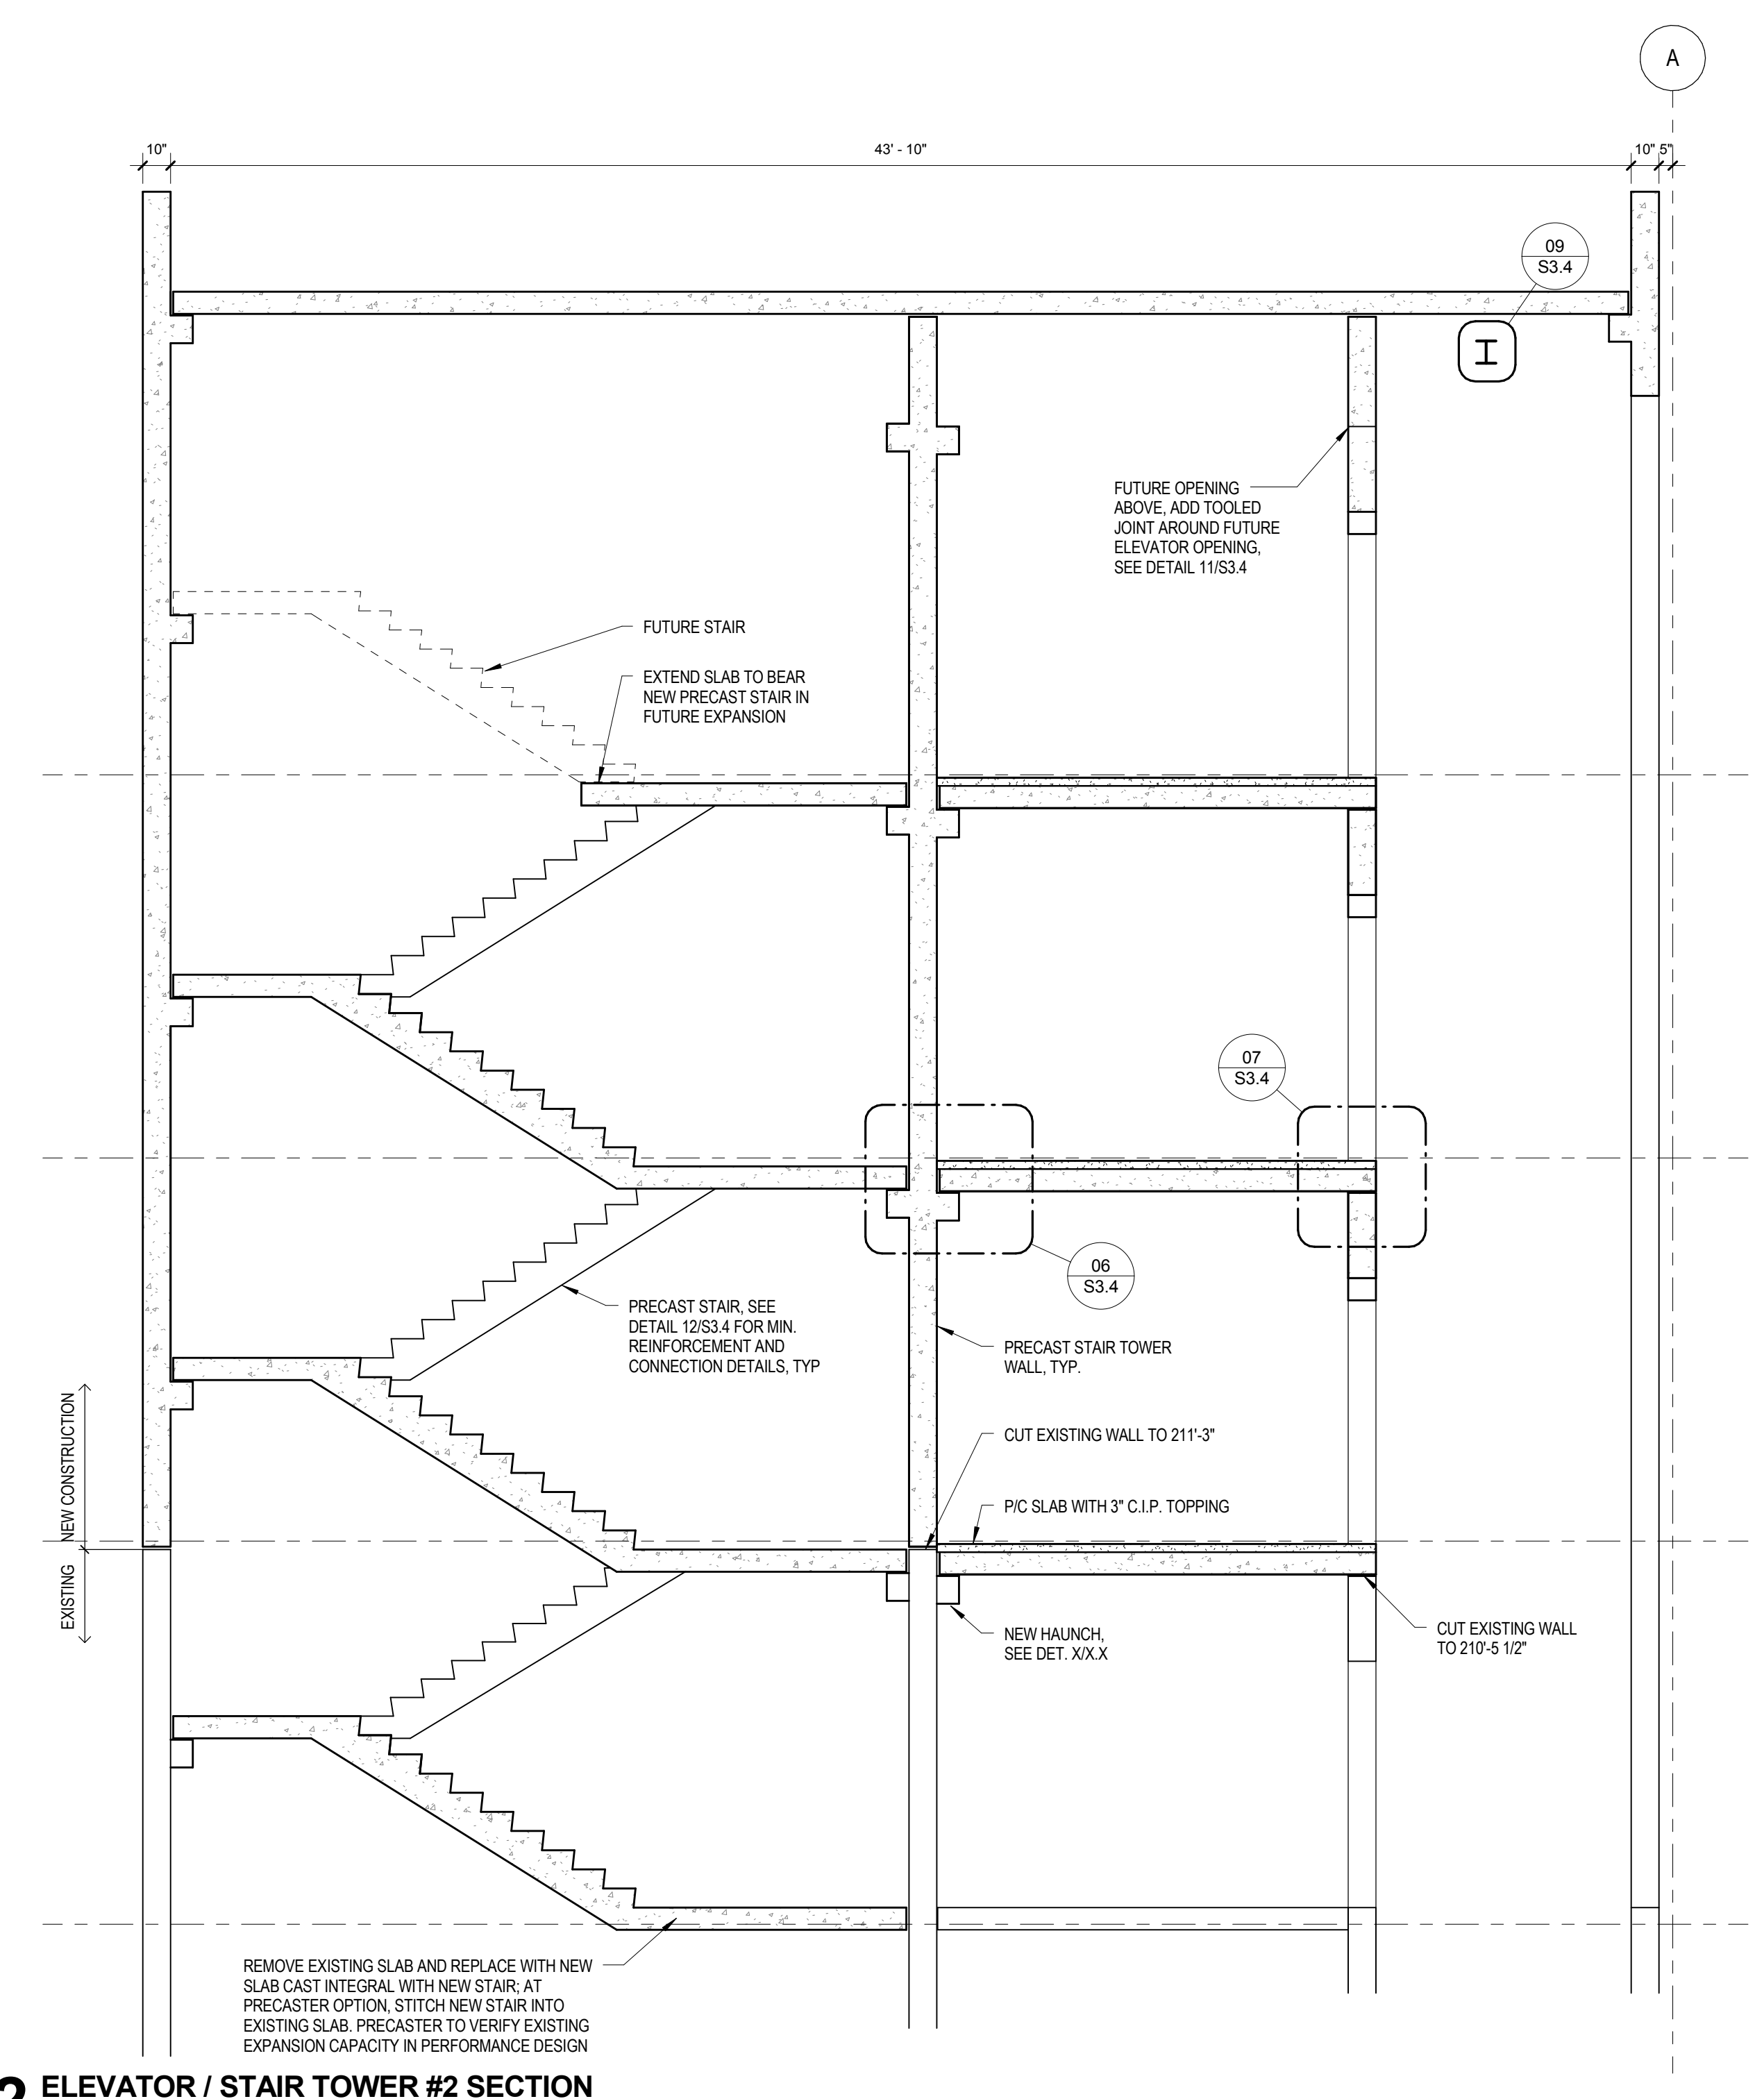 A
10"
43' - 10"
10"
5"
09
S3.4
FUTURE OPENING
ABOVE, ADD TOOLED
JOINT AROUND FUTURE
ELEVATOR OPENING,
SEE DETAIL 11/S3.4
FUTURE STAIR
EXTEND SLAB TO BEAR
NEW PRECAST STAIR IN
FUTURE EXPANSION
07
S3.4
06
S3.4
PRECAST STAIR, SEE
DETAIL 12/S3.4 FOR MIN.
REINFORCEMENT AND
CONNECTION DETAILS, TYP
PRECAST STAIR TOWER
WALL, TYP.
NEW CONSTRUCTION
EXISTING
CUT EXISTING WALL TO 211'-3"
P/C SLAB WITH 3" C.I.P. TOPPING
NEW HAUNCH,
SEE DET. X/X.X
CUT EXISTING WALL
TO 210'-5 1/2"
REMOVE EXISTING SLAB AND REPLACE WITH NEW
SLAB CAST INTEGRAL WITH NEW STAIR; AT
PRECASTER OPTION, STITCH NEW STAIR INTO
EXISTING SLAB. PRECASTER TO VERIFY EXISTING
EXPANSION CAPACITY IN PERFORMANCE DESIGN
ELEVATOR / STAIR TOWER #2 SECTION